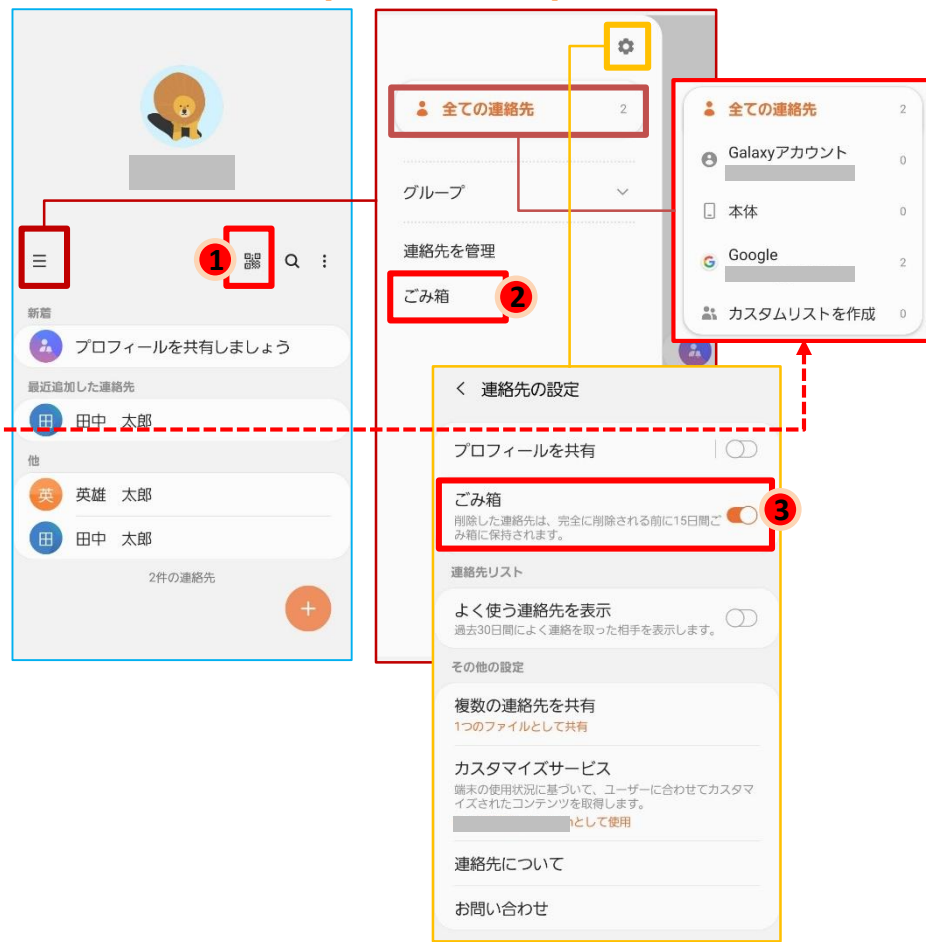 1
新着
プロフィールを共有しましょう
最近追加した連絡先
田 田中 太郎
他
英 英雄 太郎
田 田中 太郎
2件の連絡先
全ての連絡先 2
グループ
連絡先を管理
ごみ箱 2
全ての連絡先 2
Galaxyアカウント 0
本体 0
Google 2
カスタムリストを作成 0
連絡先の設定
プロフィールを共有
ごみ箱 3
削除した連絡先は、完全に削除される前に15日間ご
み箱に保持されます。
連絡先リスト
よく使う連絡先を表示
過去30日間によく連絡を取った相手を表示します。
その他の設定
複数の連絡先を共有
1つのファイルとして共有
カスタマイズサービス
端末の使用状況に基づいて、ユーザーに合わせてカスタマ
イズされたコンテンツを取得します。
として使用
連絡先について
お問い合わせ